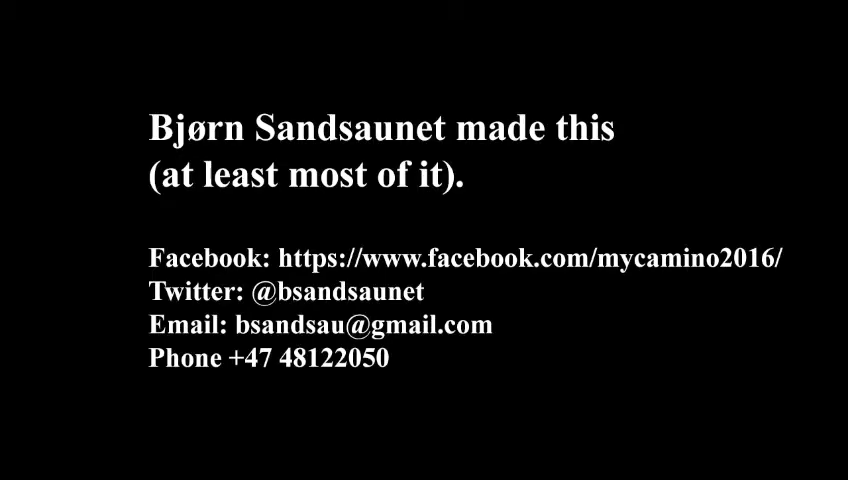 Bjørn Sandsaunet made this
(at least most of it).
Facebook: https://www.facebook.com/mycamino2016/
Twitter: @bsandsaunet
Email: bsandsau@gmail.com
Phone +47 48122050